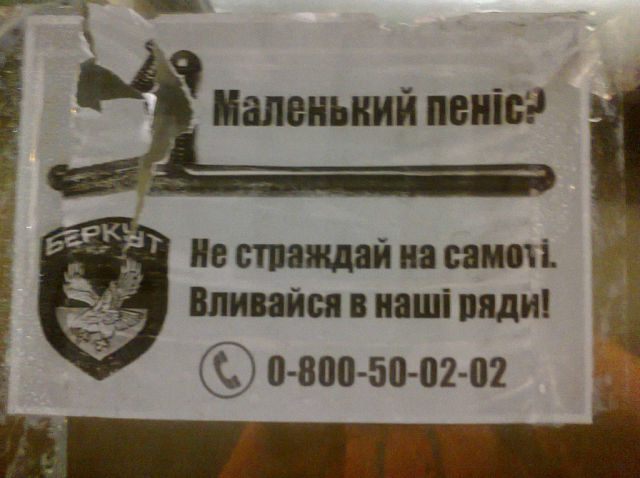 Маленький пеніс?
БЕРКУТ
Не страждай на самоті.
Вливайся в наші ряди!
0-800-50-02-02